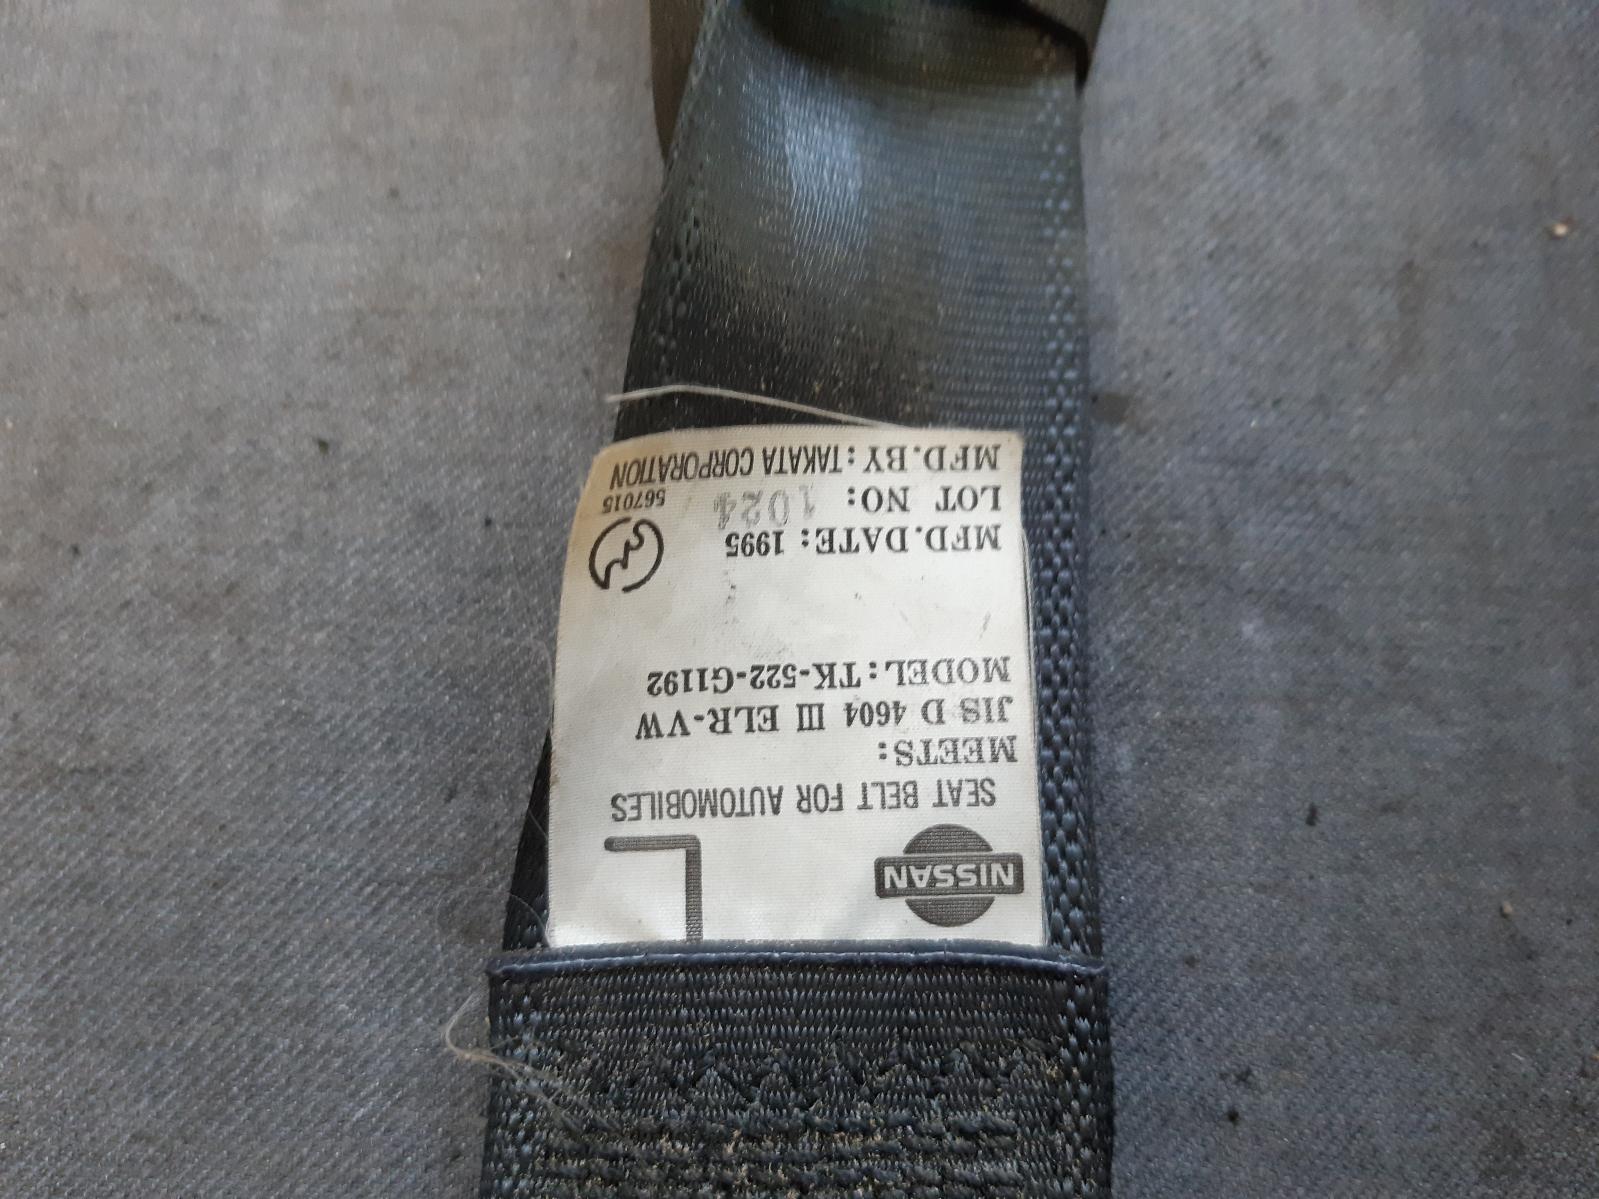 NISSAN
L
SEAT BELT FOR AUTOMOBILES
MEETS:
JIS D 4604 III ELR-VW
MODEL: TK-522-G1192
MFD.DATE: 1995
LOT NO: 1024
567015
MFD.BY: TAKATA CORPORATION